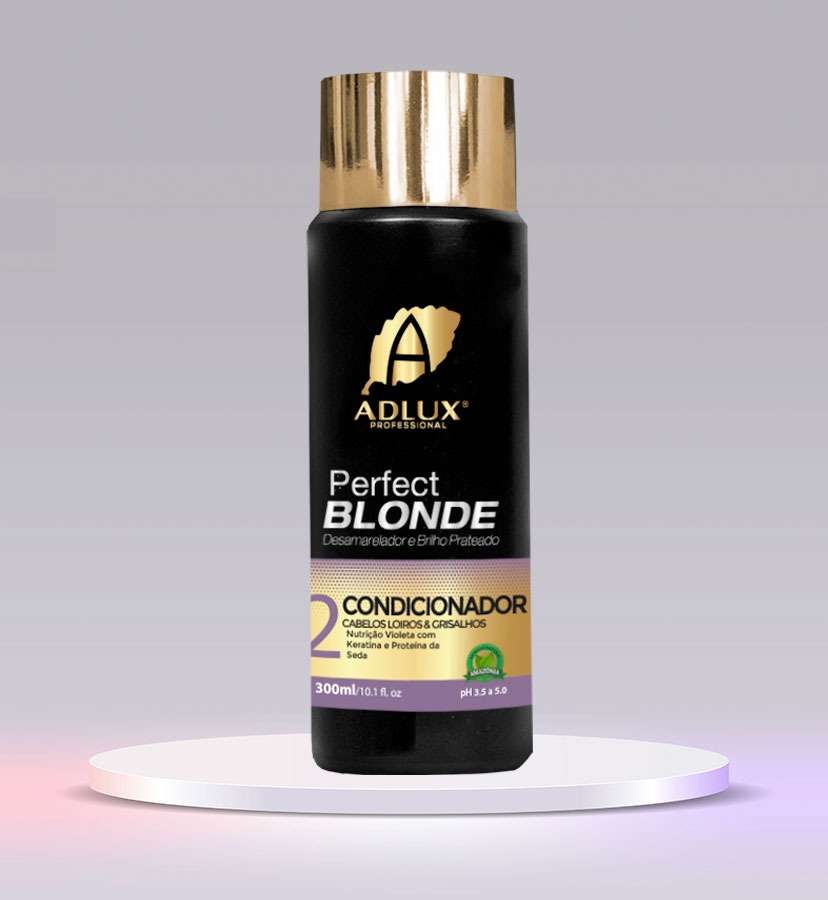 A
ADLUX®
PROFESSIONAL
Perfect
BLONDE
Desamarelador e Brilho Prateado
2
CONDICIONADOR
CABELOS LOIROS & GRISALHOS
Nutrição Violeta com
Keratina e Proteína da
Seda
AMAZÔNIA
300ml/10.1 fl. oz
pH 3.5 a 5.0